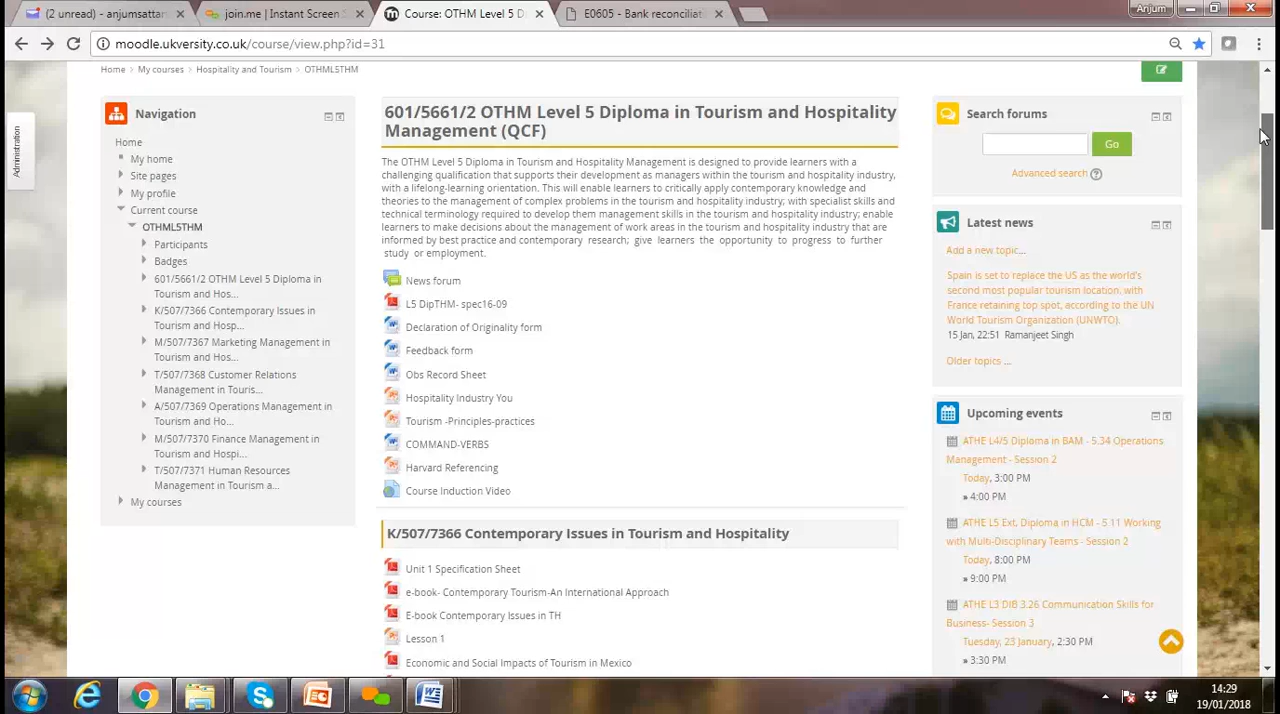 (2 unread) - anjumsattar
join.me | Instant Screen S
Course: OTHM Level 5 D
E0605 - Bank reconciliat
Anjum
moodle.ukversity.co.uk/course/view.php?id=31
Home
My courses
Hospitality and Tourism
OTHML5THM
Administration
Navigation
Home
My home
Site pages
My profile
Current course
OTHML5THM
Participants
Badges
601/5661/2 OTHM Level 5 Diploma in
Tourism and Hos...
K/507/7366 Contemporary Issues in
Tourism and Hosp...
M/507/7367 Marketing Management in
Tourism and Hos...
T/507/7368 Customer Relations
Management in Touris...
A/507/7369 Operations Management in
Tourism and Ho...
M/507/7370 Finance Management in
Tourism and Hospi...
T/507/7371 Human Resources
Management in Tourism a...
My courses
601/5661/2 OTHM Level 5 Diploma in Tourism and Hospitality
Management (QCF)
The OTHM Level 5 Diploma in Tourism and Hospitality Management is designed to provide learners with a
challenging qualification that supports their development as managers within the tourism and hospitality industry,
with a lifelong-learning orientation. This will enable learners to critically apply contemporary knowledge and
theories to the management of complex problems in the tourism and hospitality industry; with specialist skills and
technical terminology required to develop them management skills in the tourism and hospitality industry; enable
learners to make decisions about the management of work areas in the tourism and hospitality industry that are
informed by best practice and contemporary research; give learners the opportunity to progress to further
study or employment.
News forum
L5 DipTHM- spec16-09
Declaration of Originality form
Feedback form
Obs Record Sheet
Hospitality Industry You
Tourism -Principles-practices
COMMAND-VERBS
Harvard Referencing
Course Induction Video
K/507/7366 Contemporary Issues in Tourism and Hospitality
Unit 1 Specification Sheet
e-book- Contemporary Tourism-An International Approach
E-book Contemporary Issues in TH
Lesson 1
Economic and Social Impacts of Tourism in Mexico
Search forums
Go
Advanced search
Latest news
Add a new topic...
Spain is set to replace the US as the world's
second most popular tourism location, with
France retaining top spot, according to the UN
World Tourism Organization (UNWTO).
15 Jan, 22:51 Ramanjeet Singh
Older topics ...
Upcoming events
ATHE L4/5 Diploma in BAM - 5.34 Operations
Management - Session 2
Today, 3:00 PM
» 4:00 PM
ATHE L5 Ext. Diploma in HCM - 5.11 Working
with Multi-Disciplinary Teams - Session 2
Today, 8:00 PM
» 9:00 PM
ATHE L3 DIB 3.26 Communication Skills for
Business- Session 3
Tuesday, 23 January, 2:30 PM
» 3:30 PM
14:29
19/01/2018